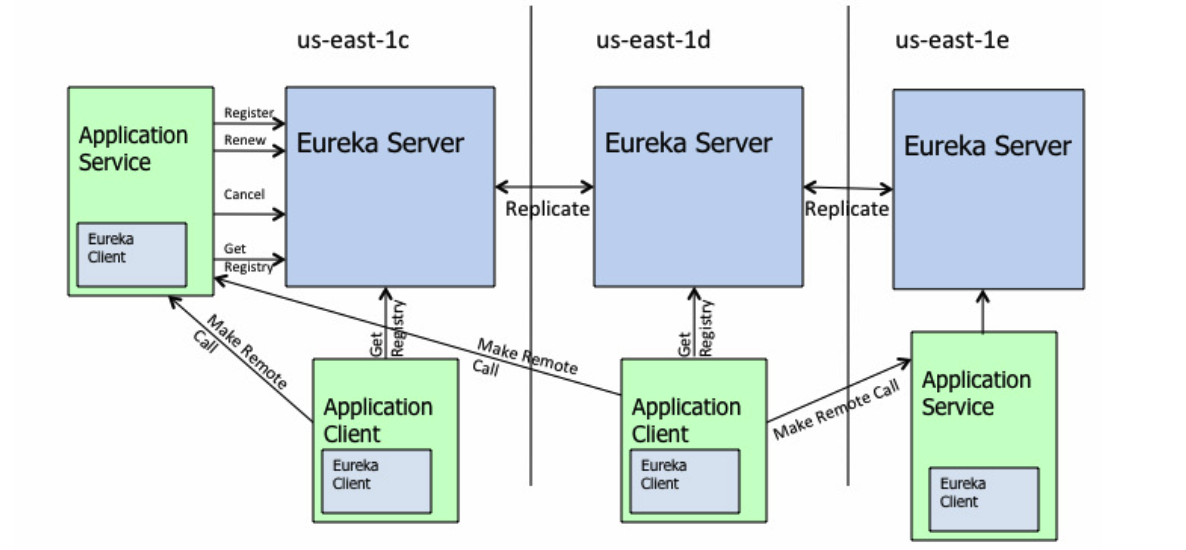 us-east-1c
us-east-1d
us-east-1e
Application
Service
Eureka
Client
Register
Renew
Cancel
Get
Registry
Eureka Server
Replicate
Eureka Server
Replicate
Eureka Server
Make Remote
Call
Get
Registry
Make Remote
Call
Get
Registry
Make Remote Call
Application
Client
Eureka
Client
Application
Client
Eureka
Client
Application
Service
Eureka
Client